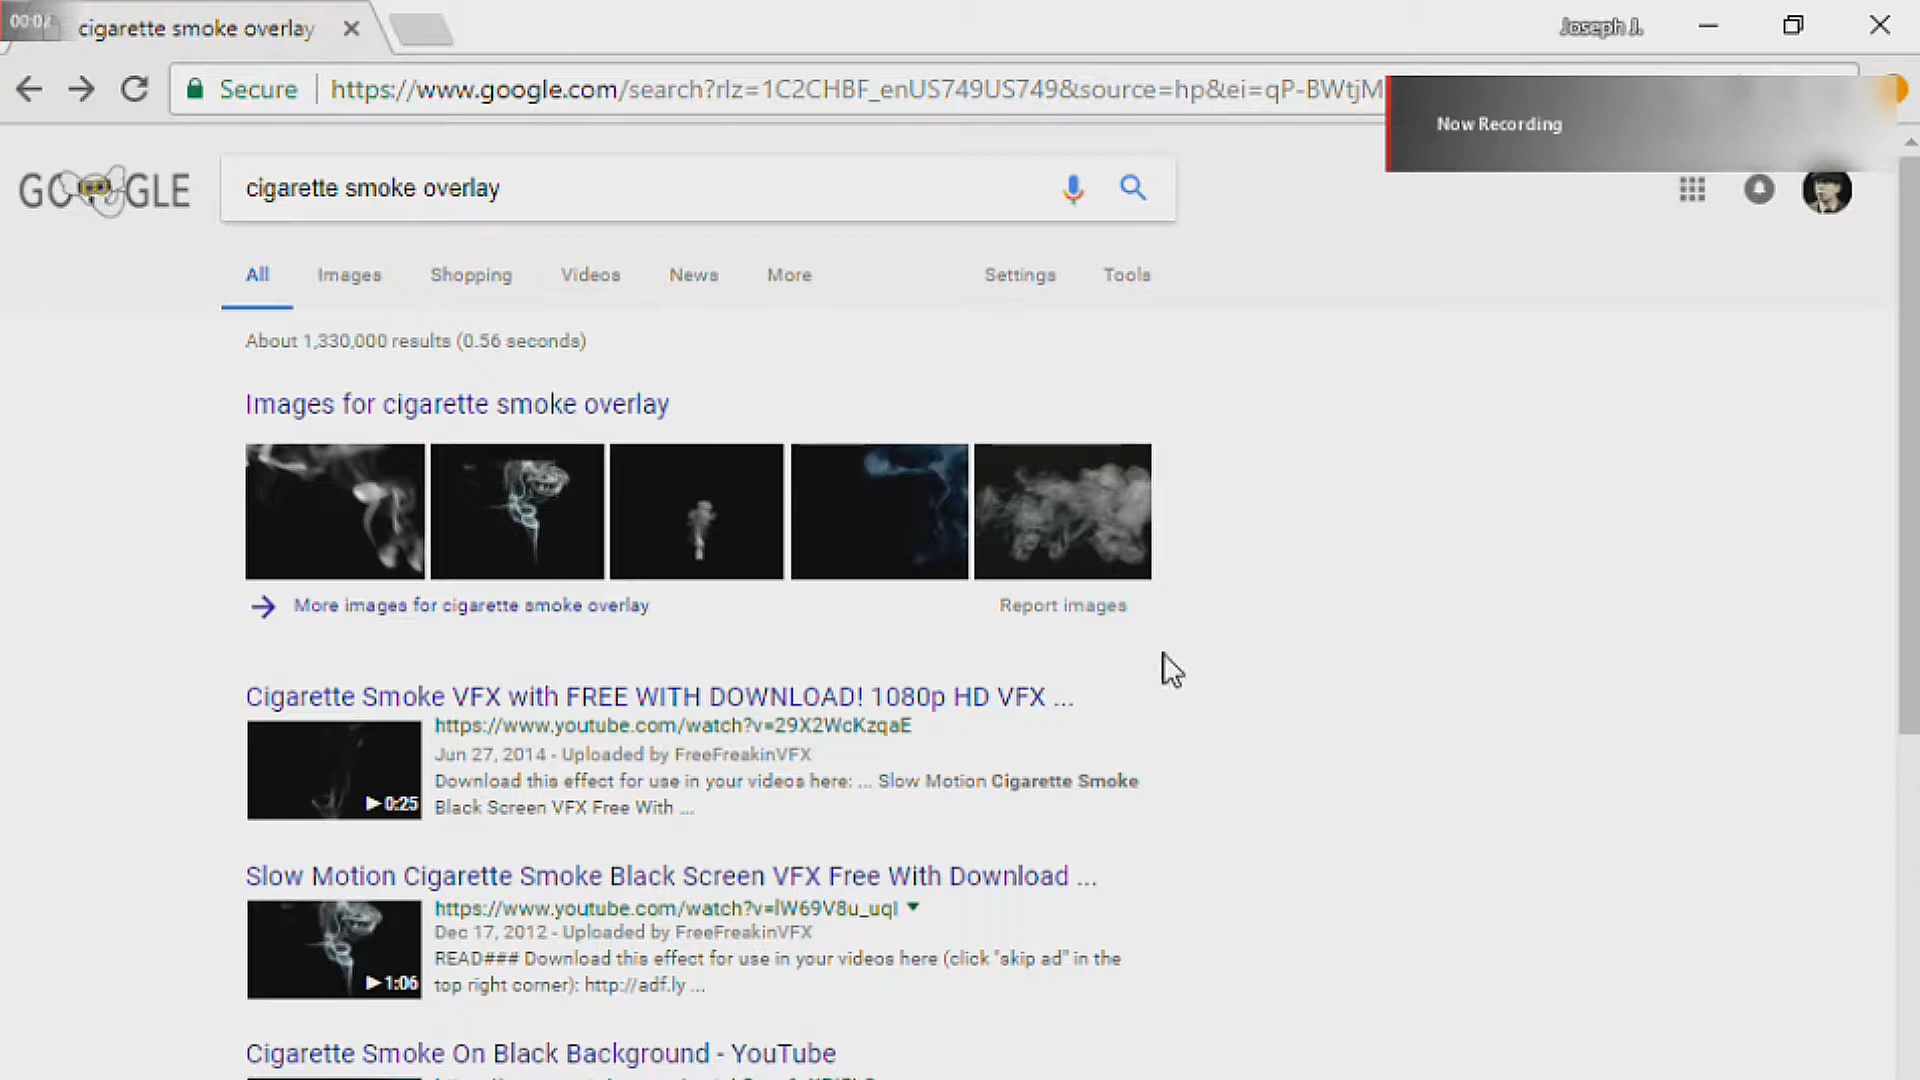 00:02
cigarette smoke overlay
Joseph J.
Secure
https://www.google.com/search?rlz=1C2CHBF_enUS749US749&source=hp&ei=qP-BWtjM
Now Recording
GOOGLE
cigarette smoke overlay
All Images Shopping Videos News More Settings Tools
About 1,330,000 results (0.56 seconds)
Images for cigarette smoke overlay
More images for cigarette smoke overlay
Report images
Cigarette Smoke VFX with FREE WITH DOWNLOAD! 1080p HD VFX ...
https://www.youtube.com/watch?v=29X2WcKzqaE
Jun 27, 2014 - Uploaded by FreeFreakinVFX
Download this effect for use in your videos here: ... Slow Motion Cigarette Smoke
Black Screen VFX Free With ...
0:25
Slow Motion Cigarette Smoke Black Screen VFX Free With Download ...
https://www.youtube.com/watch?v=lW69V8u_uqI
Dec 17, 2012 - Uploaded by FreeFreakinVFX
READ### Download this effect for use in your videos here (click "skip ad" in the
top right corner): http://adf.ly ...
1:06
Cigarette Smoke On Black Background - YouTube